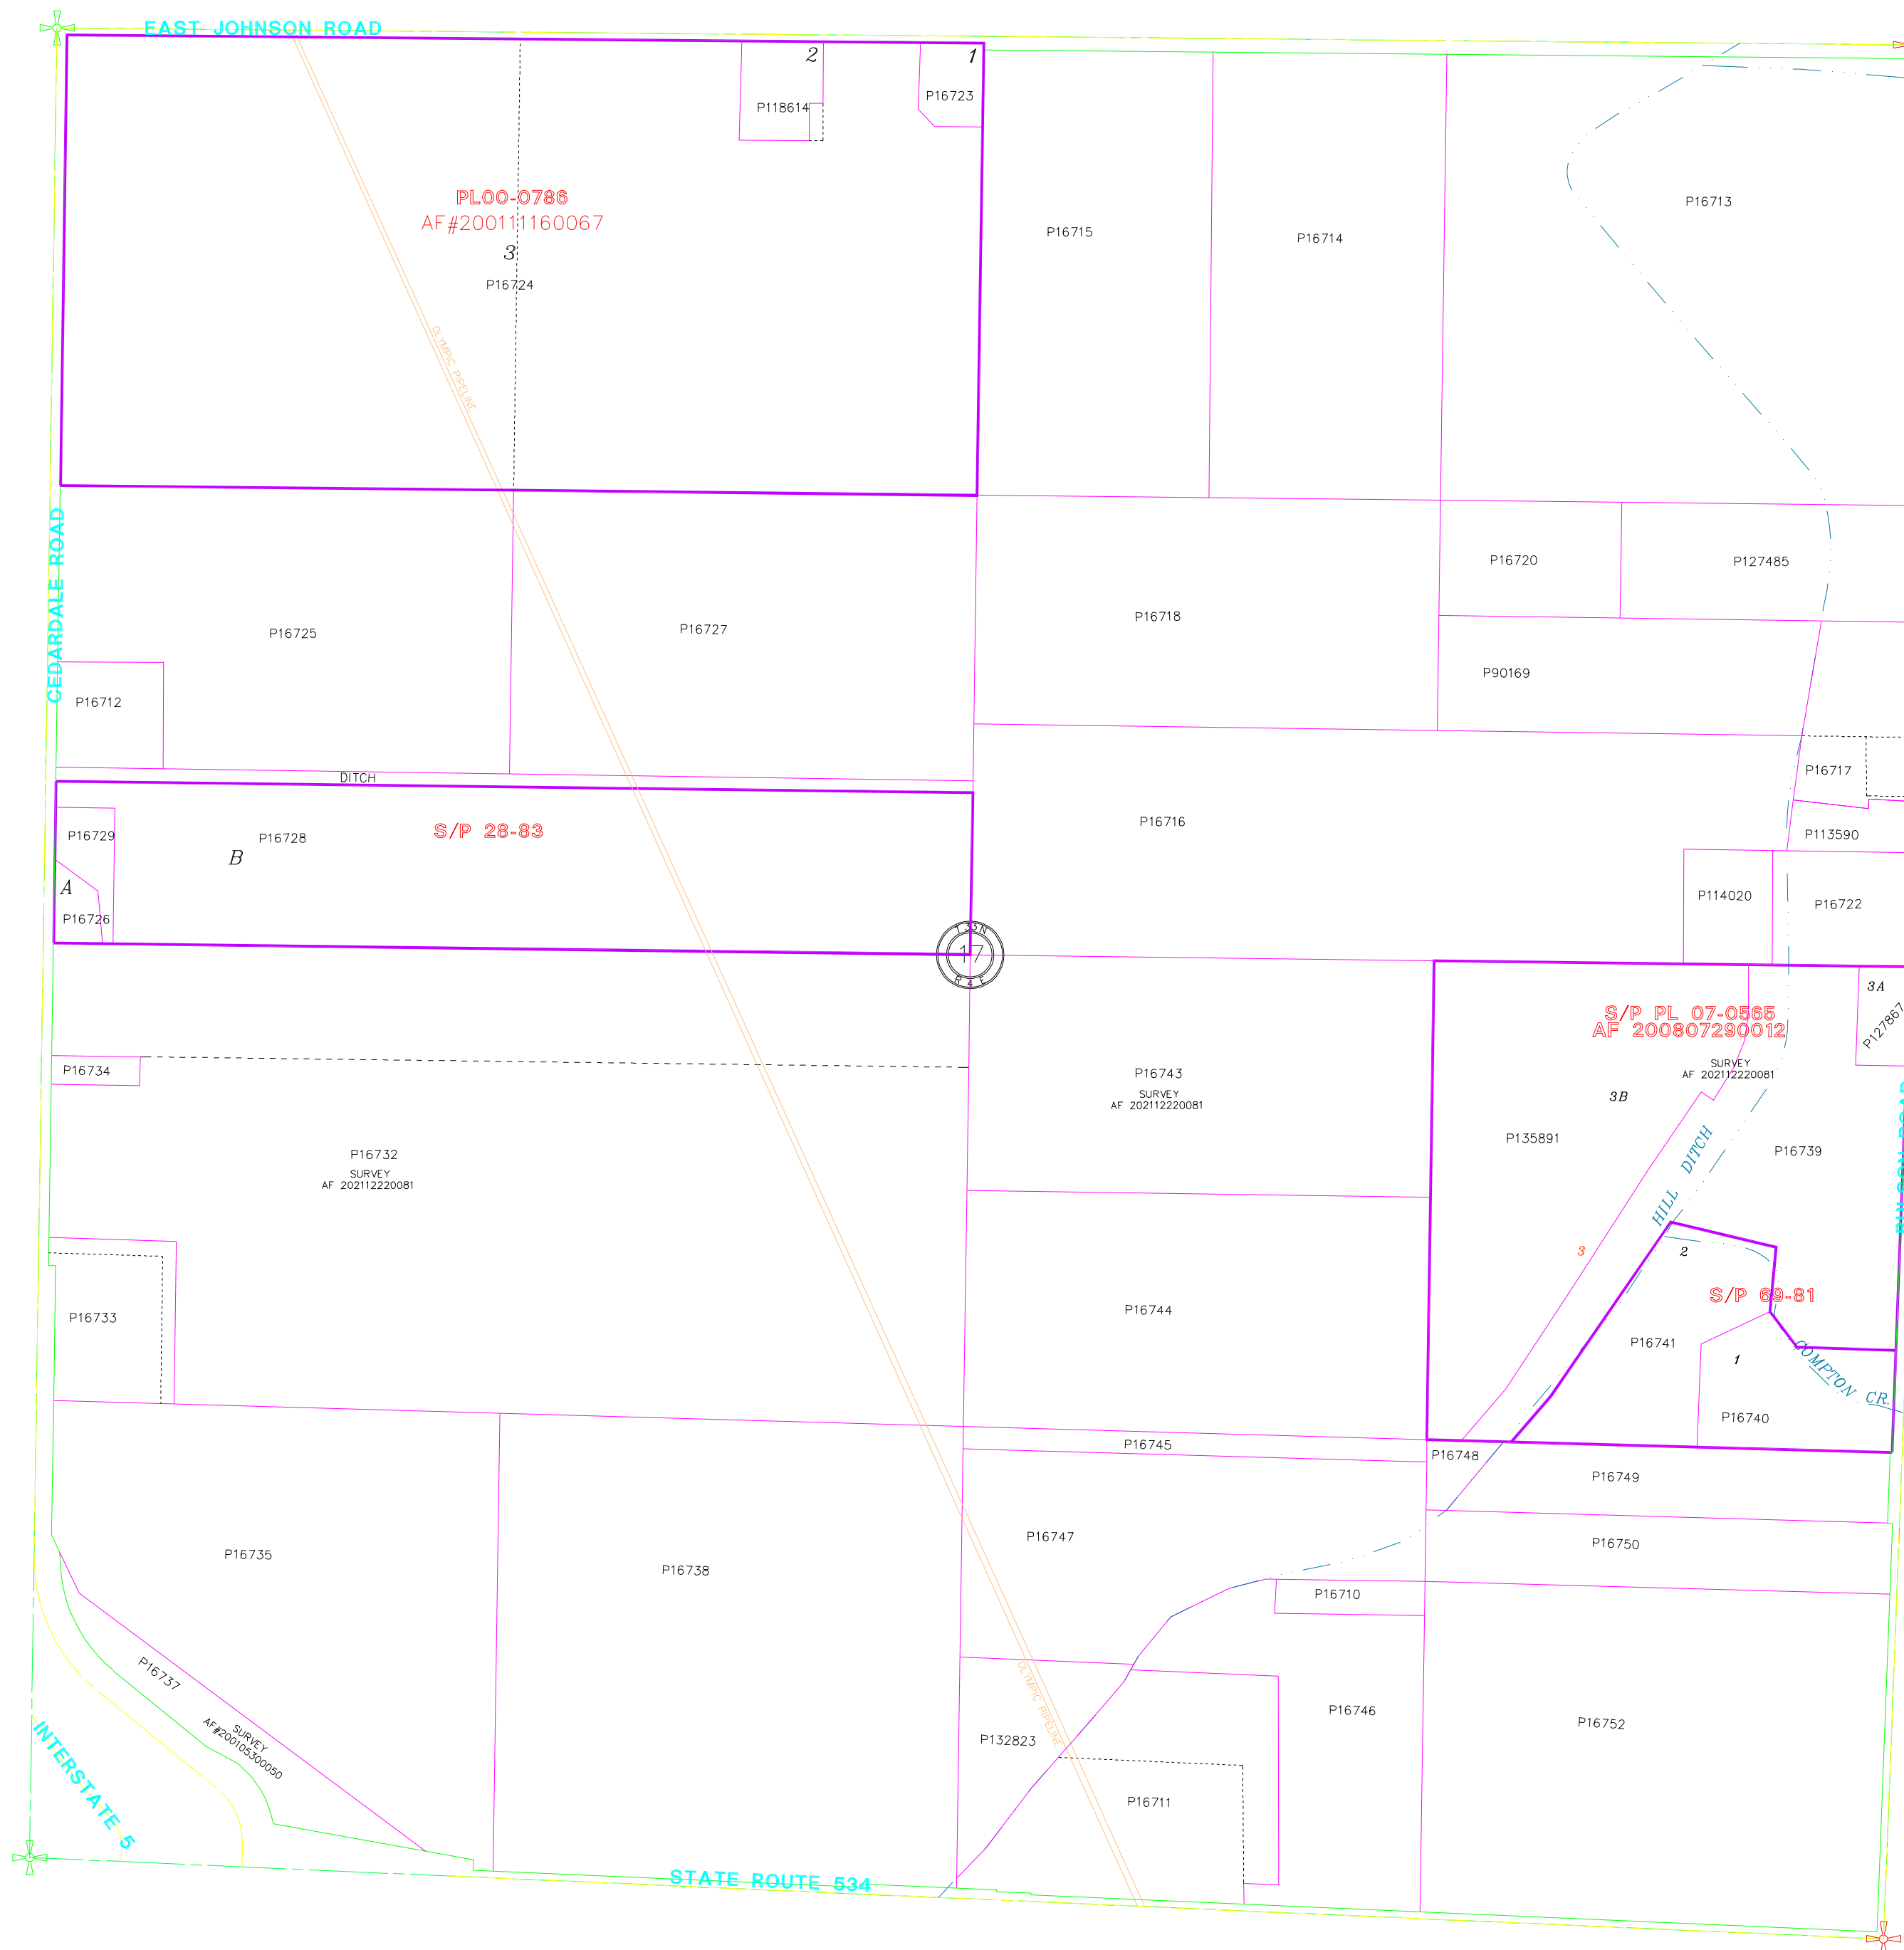 EAST JOHNSON ROAD
2
1
P118614
P16723
PL00-0786
AF#200111160067
3
P16724
P16715
P16714
P16713
OLYMPIC PIPELINE
CEDARDALE ROAD
P16725
P16727
P16718
P16720
P127485
P90169
P16712
DITCH
P16717
P16729
P16728
S/P 28-83
P16716
P113590
B
A
P16726
P114020
P16722
T33N
17
R 4 E
3A
P127867
S/P PL 07-0565
AF 200807290012
SURVEY
AF 202112220081
P16734
P16743
SURVEY
AF 202112220081
3B
P135891
P16739
HILL DITCH
P16732
SURVEY
AF 202112220081
3
2
S/P 69-81
P16733
P16744
P16741
1
COMPTON CR.
P16740
P16745
P16748
P16749
P16747
P16750
P16735
P16738
P16710
P16737
SURVEY
AF#200105300050
OLYMPIC PIPELINE
P16746
P132823
P16752
P16711
INTERSTATE 5
STATE ROUTE 534